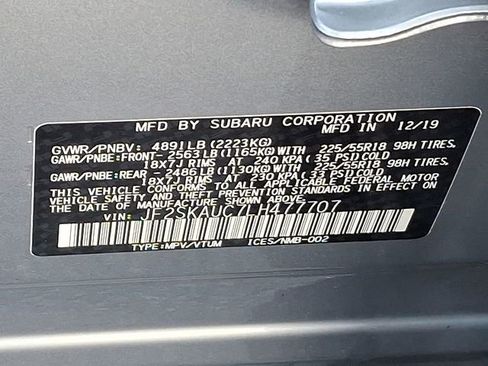 MFD BY SUBARU CORPORATION 12/19
GVWR/PNBV: 4891LB (2223KG)
GAWR/PNBE: FRONT- 2563LB (1165KG) WITH 225/55R18 98H TIRES.
18X7J RIMS AT 240 KPA (35 PSI) COLD
GAWR/PNBE: REAR - 2486LB (1130KG) WITH 225/55R18 98H TIRES.
18X7J RIMS AT 230 KPA (33 PSI) COLD
THIS VEHICLE CONFORMS TO ALL APPLICABLE FEDERAL MOTOR
VEHICLE SAFETY AND THEFT PREVENTION STANDARDS IN EFFECT
ON THE DATE OF MANUFACTURE SHOWN ABOVE.
VIN: JF2SKAUC7LH477707
TYPE:MPV/VTUM ICES/NMB-002